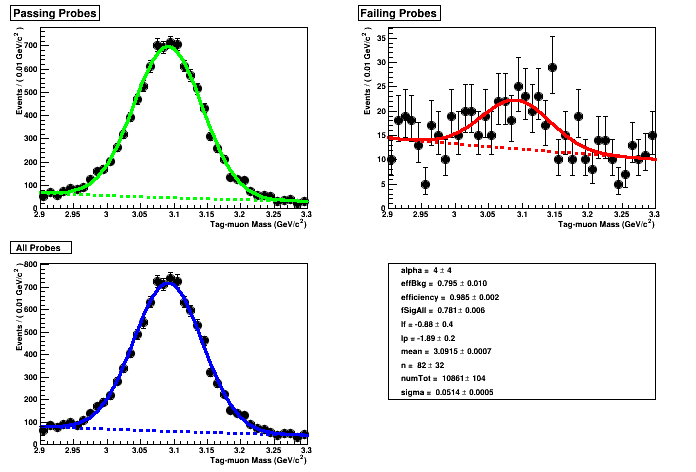 Passing Probes
Events / ( 0.01 GeV/c² )
700
600
500
400
300
200
100
0
2.9 2.95 3 3.05 3.1 3.15 3.2 3.25 3.3
Tag-muon Mass (GeV/c²)
Failing Probes
Events / ( 0.01 GeV/c² )
35
30
25
20
15
10
5
0
2.9 2.95 3 3.05 3.1 3.15 3.2 3.25 3.3
Tag-muon Mass (GeV/c²)
All Probes
Events / ( 0.01 GeV/c² )
800
700
600
500
400
300
200
100
0
2.9 2.95 3 3.05 3.1 3.15 3.2 3.25 3.3
Tag-muon Mass (GeV/c²)
alpha = 4 ± 4
effBkg = 0.795 ± 0.010
efficiency = 0.985 ± 0.002
fSigAll = 0.781 ± 0.006
lf = -0.88 ± 0.4
lp = -1.89 ± 0.2
mean = 3.0915 ± 0.0007
n = 82 ± 32
numTot = 10861 ± 104
sigma = 0.0514 ± 0.0005